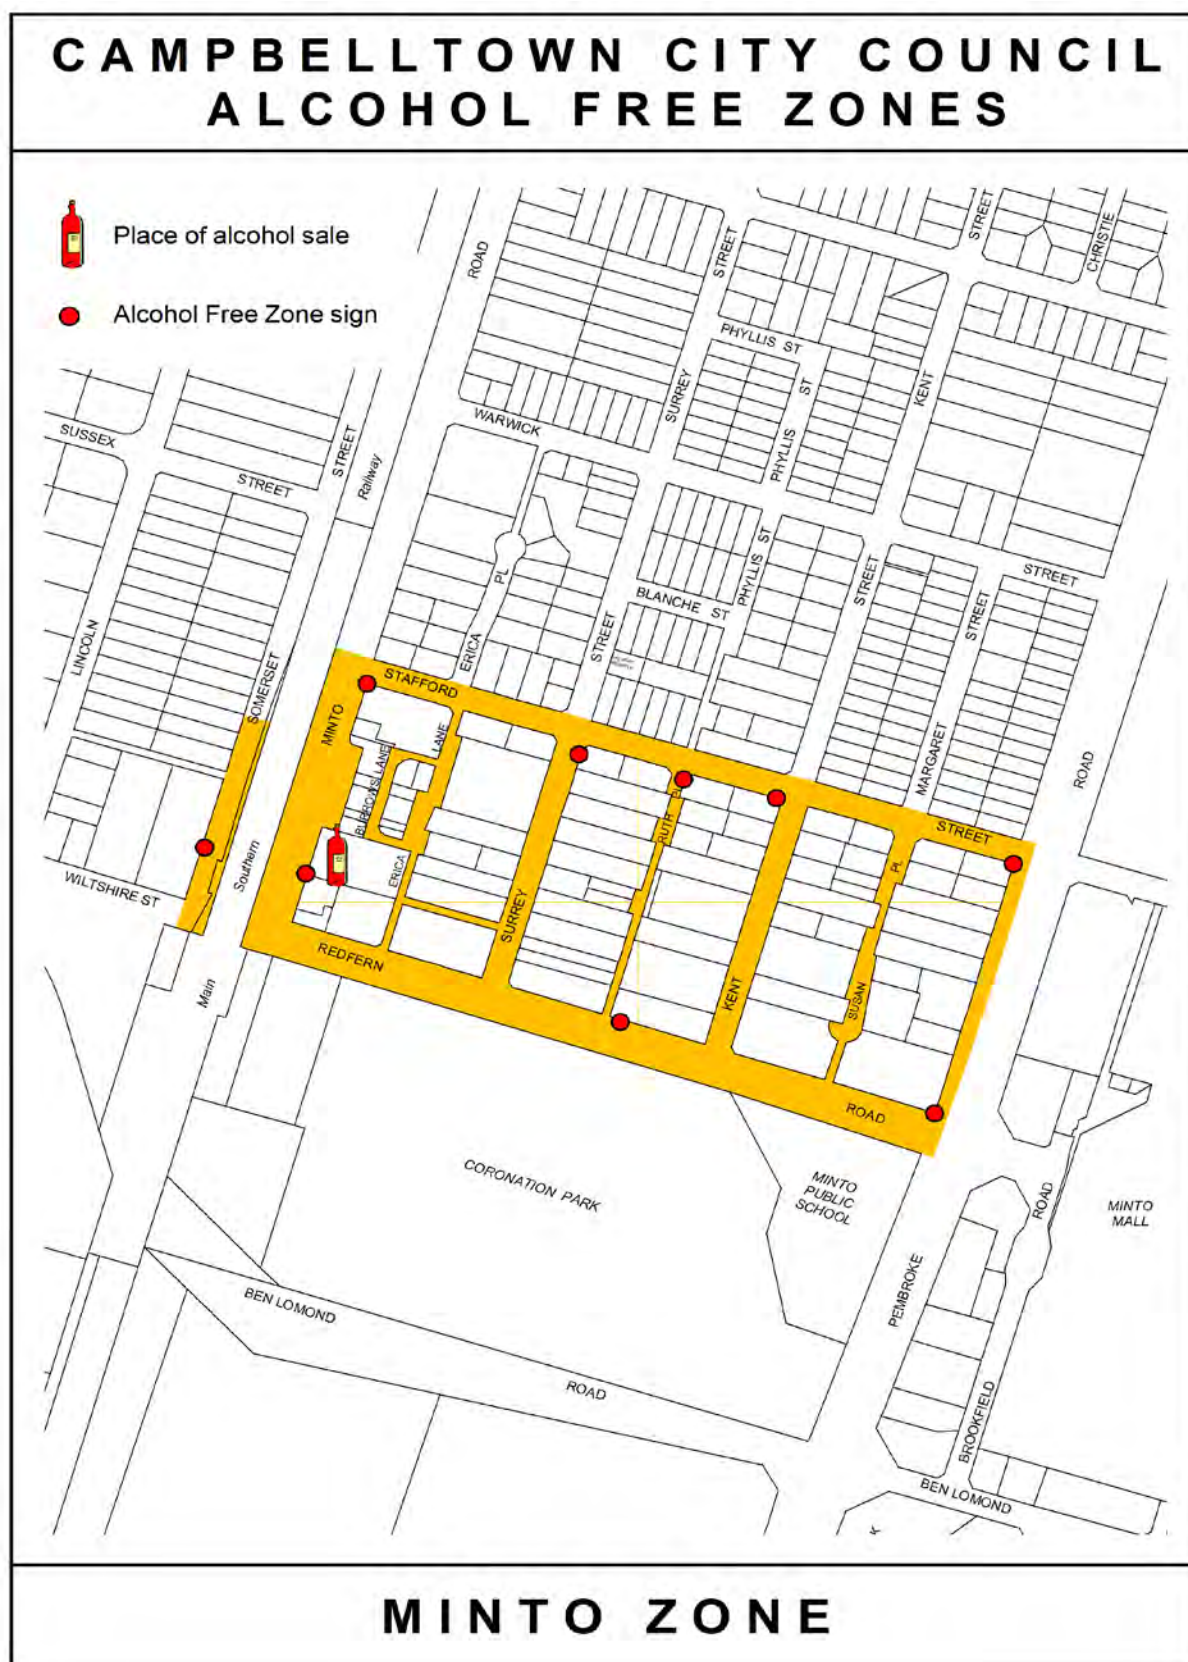 CAMPBELLTOWN CITY COUNCIL
ALCOHOL FREE ZONES
Place of alcohol sale
Alcohol Free Zone sign
ROAD
STREET
STREET
CHRISTIE
PHYLLIS ST
SURREY
PHYLLIS ST
KENT
WARWICK
SUSSEX
STREET
STREET
Railway
PHYLLIS ST
STREET
STREET
STREET
PL
BLANCHE ST
ERICA
STREET
LINCOLN
SOMERSET
STAFFORD
MINTO
LANE
BURROWS LANE
MARGARET
ROAD
STREET
PL
RUTH
PL
ERICA
Southern
WILTSHIRE ST
SURREY
REDFERN
Main
KENT
SUSAN
ROAD
CORONATION PARK
MINTO
PUBLIC
SCHOOL
ROAD
MINTO
MALL
PEMBROKE
BEN LOMOND
ROAD
BROOKFIELD
BEN LOMOND
K
MINTO ZONE